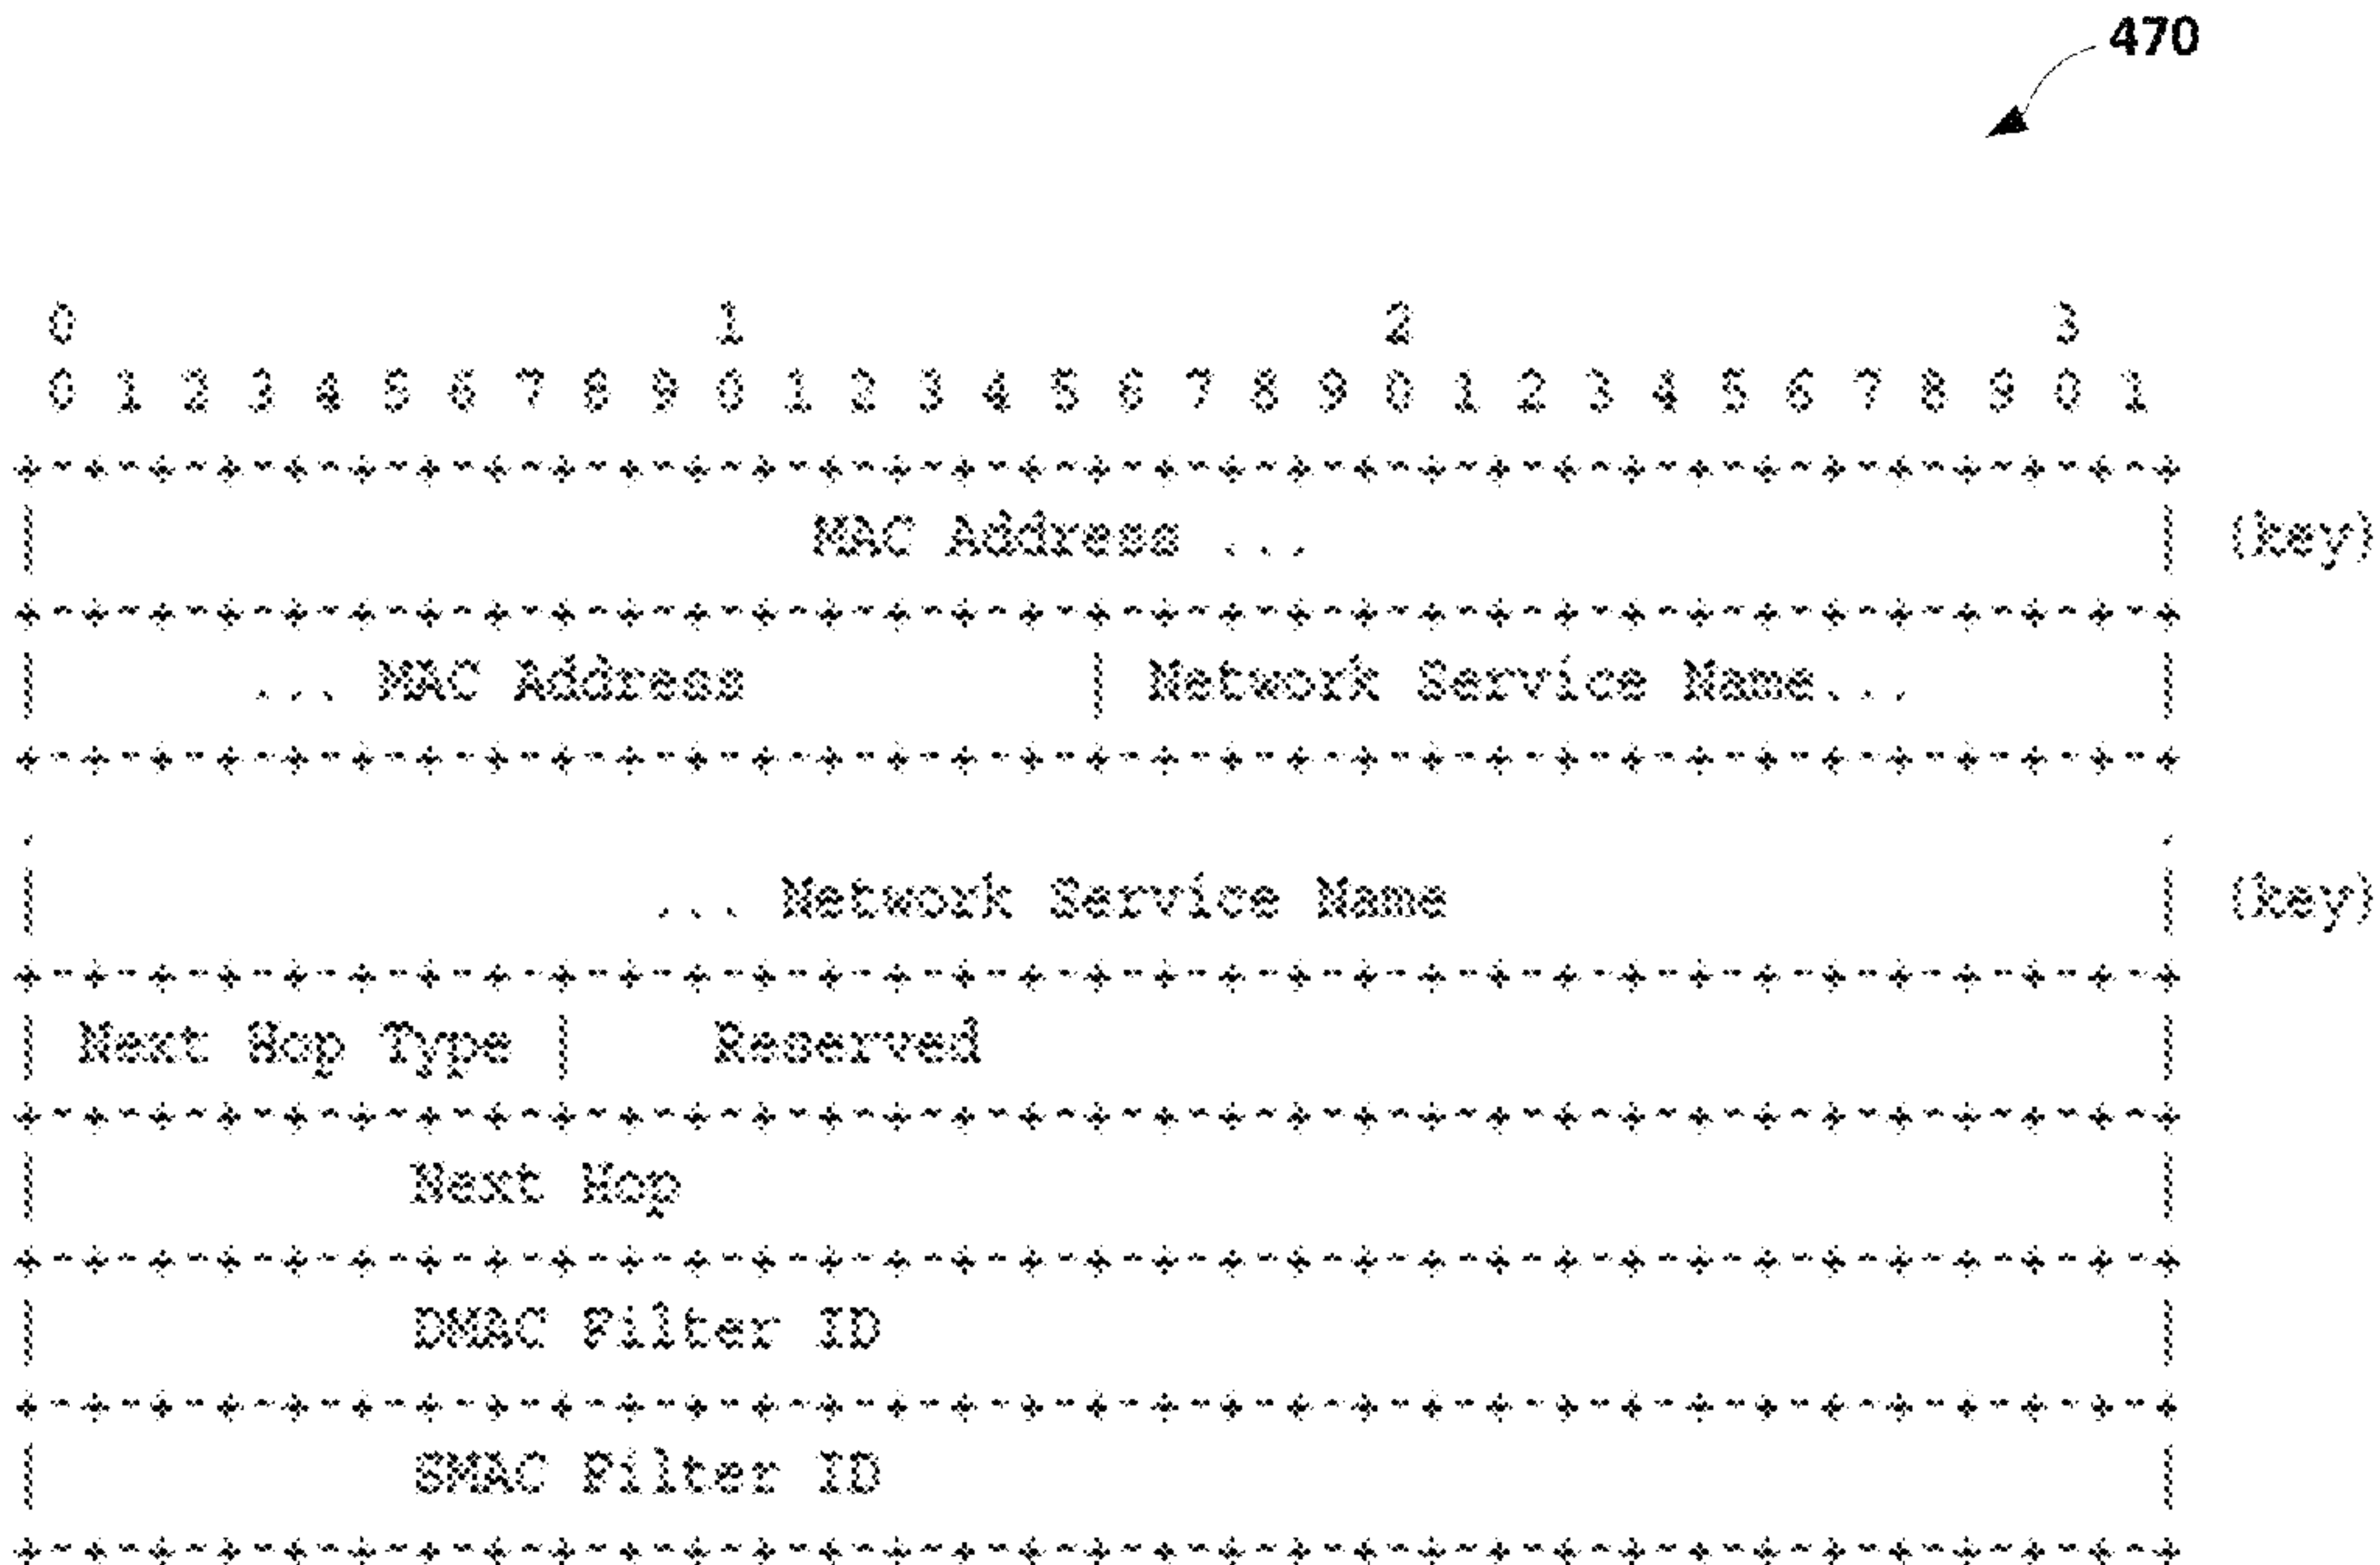 470
0 1 2 3
0 1 2 3 4 5 6 7 8 9 0 1 2 3 4 5 6 7 8 9 0 1 2 3 4 5 6 7 8 9 0 1
+-+-+-+-+-+-+-+-+-+-+-+-+-+-+-+-+-+-+-+-+-+-+-+-+-+-+-+-+-+-+-+-+
| MAC Address ... | (key)
+-+-+-+-+-+-+-+-+-+-+-+-+-+-+-+-+-+-+-+-+-+-+-+-+-+-+-+-+-+-+-+-+
| ... MAC Address | Network Service Name... |
+-+-+-+-+-+-+-+-+-+-+-+-+-+-+-+-+-+-+-+-+-+-+-+-+-+-+-+-+-+-+-+-+
. .
| ... Network Service Name | (key)
+-+-+-+-+-+-+-+-+-+-+-+-+-+-+-+-+-+-+-+-+-+-+-+-+-+-+-+-+-+-+-+-+
| Next Hop Type | Reserved |
+-+-+-+-+-+-+-+-+-+-+-+-+-+-+-+-+-+-+-+-+-+-+-+-+-+-+-+-+-+-+-+-+
| Next Hop |
+-+-+-+-+-+-+-+-+-+-+-+-+-+-+-+-+-+-+-+-+-+-+-+-+-+-+-+-+-+-+-+-+
| DMAC Filter ID |
+-+-+-+-+-+-+-+-+-+-+-+-+-+-+-+-+-+-+-+-+-+-+-+-+-+-+-+-+-+-+-+-+
| SMAC Filter ID |
+-+-+-+-+-+-+-+-+-+-+-+-+-+-+-+-+-+-+-+-+-+-+-+-+-+-+-+-+-+-+-+-+